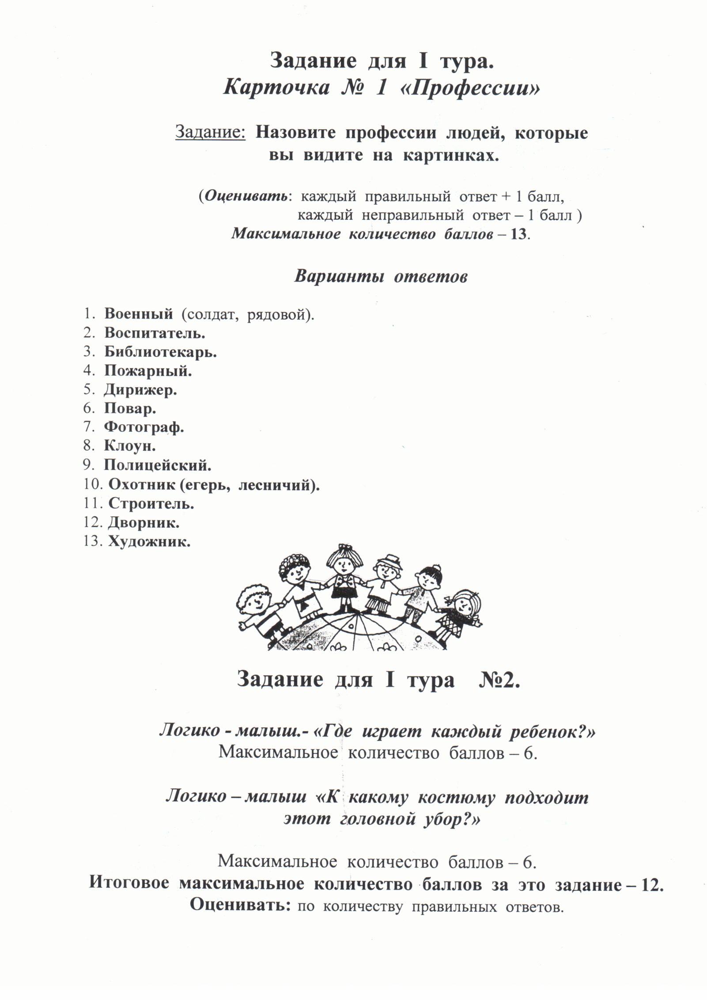 Задание для I тура.
Карточка № 1 «Профессии»
Задание: Назовите профессии людей, которые
вы видите на картинках.
(Оценивать: каждый правильный ответ + 1 балл,
каждый неправильный ответ – 1 балл )
Максимальное количество баллов – 13.
Варианты ответов
1. Военный (солдат, рядовой).
2. Воспитатель.
3. Библиотекарь.
4. Пожарный.
5. Дирижер.
6. Повар.
7. Фотограф.
8. Клоун.
9. Полицейский.
10. Охотник (егерь, лесничий).
11. Строитель.
12. Дворник.
13. Художник.
Задание для I тура №2.
Логико - малыш.- «Где играет каждый ребенок?»
Максимальное количество баллов – 6.
Логико – малыш «К какому костюму подходит
этот головной убор?»
Максимальное количество баллов – 6.
Итоговое максимальное количество баллов за это задание – 12.
Оценивать: по количеству правильных ответов.